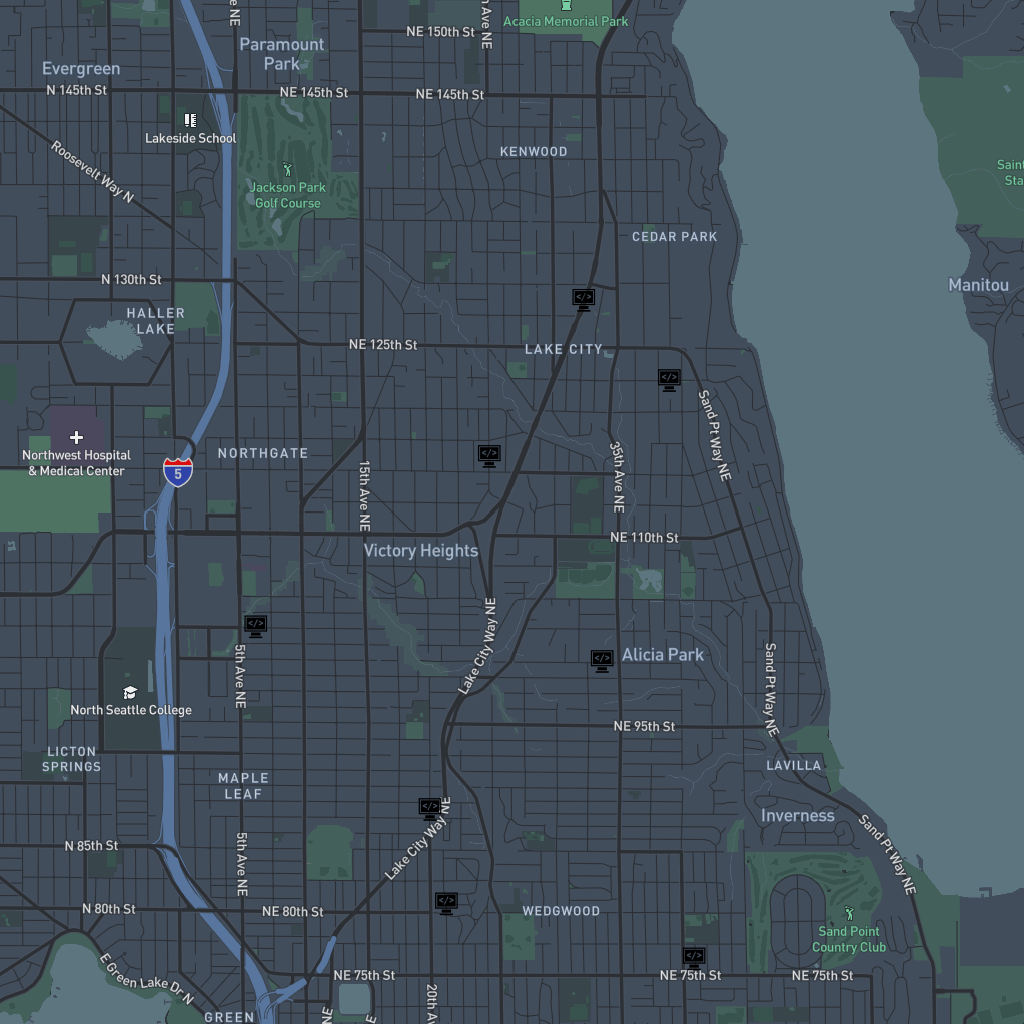 Acacia Memorial Park
NE 150th St
Paramount
Park
Evergreen
N 145th St
NE 145th St
NE 145th St
Lakeside School
KENWOOD
Roosevelt Way N
Jackson Park
Golf Course
CEDAR PARK
N 130th St
Manitou
HALLER
LAKE
</>
NE 125th St
LAKE CITY
</>
Sand Pt Way NE
Northwest Hospital
& Medical Center
NORTHGATE
</>
5
15th Ave NE
35th Ave NE
NE 110th St
Victory Heights
</>
Lake City Way NE
5th Ave NE
</>
Alicia Park
Sand Pt Way NE
North Seattle College
NE 95th St
LICTON
SPRINGS
LAVILLA
MAPLE
LEAF
</>
Inverness
Lake City Way NE
Sand Pt Way NE
N 85th St
5th Ave NE
</>
N 80th St
NE 80th St
WEDGWOOD
Sand Point
Country Club
</>
E Green Lake Dr N
NE 75th St
NE 75th St
NE 75th St
GREEN